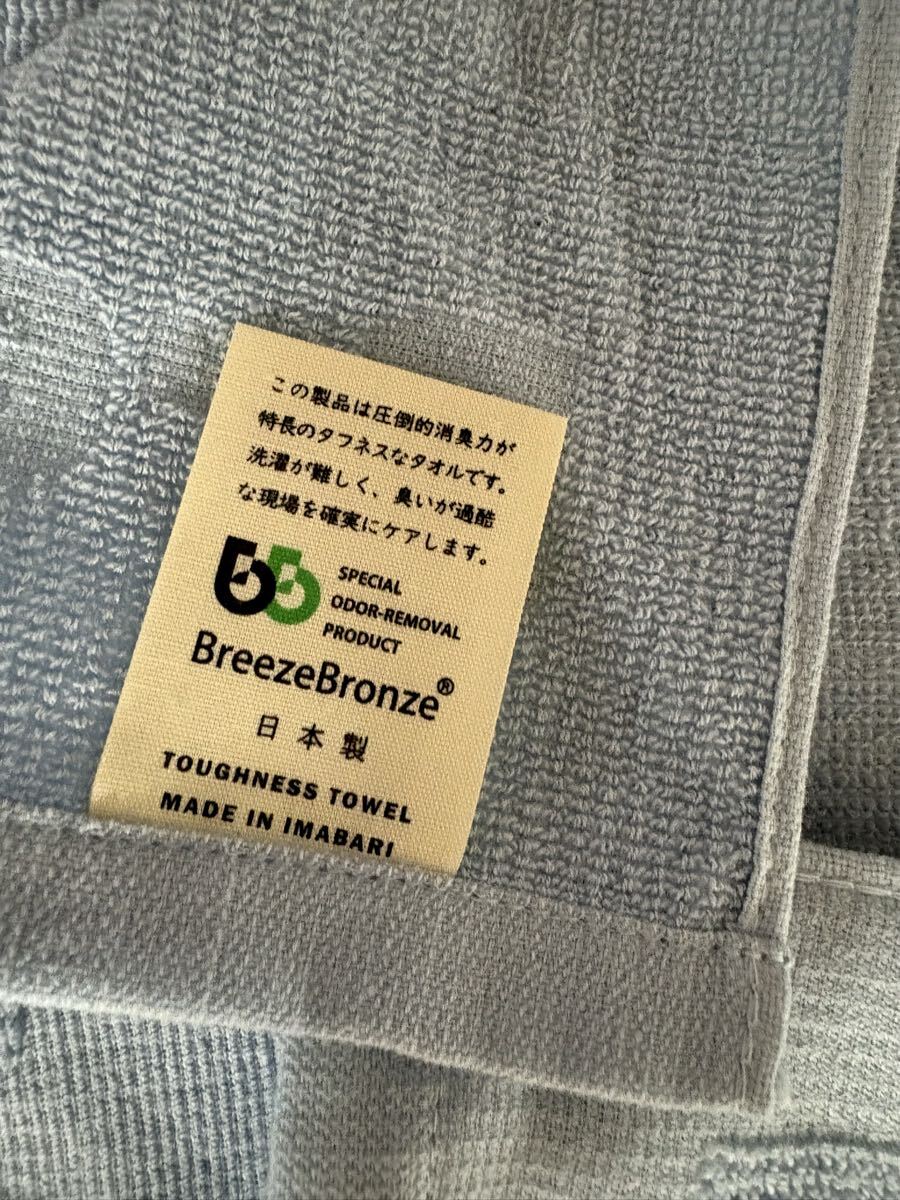 この製品は圧倒的消臭力が
特長のタフネスなタオルです。
洗濯が難しく、臭いが過酷
な現場を確実にケアします。
bb
SPECIAL
ODOR-REMOVAL
PRODUCT
BreezeBronze®
日本製
TOUGHNESS TOWEL
MADE IN IMABARI